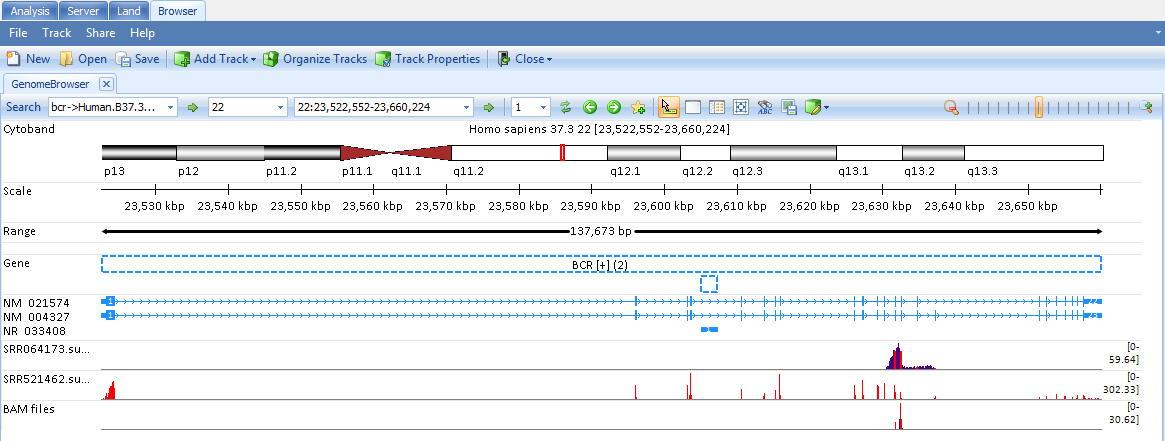 Analysis Server Land Browser
File Track Share Help
New Open Save Add Track Organize Tracks Track Properties Close
GenomeBrowser
Search bcr->Human.B37.3... 22 22:23,522,552-23,660,224 1 ABC
Cytoband Homo sapiens 37.3 22 [23,522,552-23,660,224]
p13 p12 p11.2 p11.1 q11.1 q11.2 q12.1 q12.2 q12.3 q13.1 q13.2 q13.3
Scale
23,530 kbp 23,540 kbp 23,550 kbp 23,560 kbp 23,570 kbp 23,580 kbp 23,590 kbp 23,600 kbp 23,610 kbp 23,620 kbp 23,630 kbp 23,640 kbp 23,650 kbp
Range 137,673 bp
Gene BCR [+] (2)
NM_021574 1
NM_004327 1
NR_033408
SRR064173.su... [0-
59.64]
SRR521462.su... [0-
302.33]
BAM files [0-
30.62]